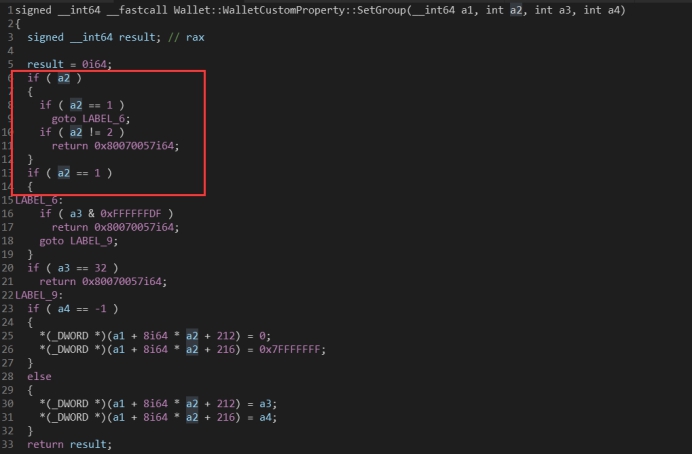 1 signed __int64 __fastcall Wallet::WalletCustomProperty::SetGroup(__int64 a1, int a2, int a3, int a4)
2 {
3 signed __int64 result; // rax
4
5 result = 0i64;
6 if ( a2 )
7 {
8 if ( a2 == 1 )
9 goto LABEL_6;
10 if ( a2 != 2 )
11 return 0x80070057i64;
12 }
13 if ( a2 == 1 )
14 {
15 LABEL_6:
16 if ( a3 & 0xFFFFFFDF )
17 return 0x80070057i64;
18 goto LABEL_9;
19 }
20 if ( a3 == 32 )
21 return 0x80070057i64;
22 LABEL_9:
23 if ( a4 == -1 )
24 {
25 *(_DWORD *)(a1 + 8i64 * a2 + 212) = 0;
26 *(_DWORD *)(a1 + 8i64 * a2 + 216) = 0x7FFFFFFF;
27 }
28 else
29 {
30 *(_DWORD *)(a1 + 8i64 * a2 + 212) = a3;
31 *(_DWORD *)(a1 + 8i64 * a2 + 216) = a4;
32 }
33 return result;